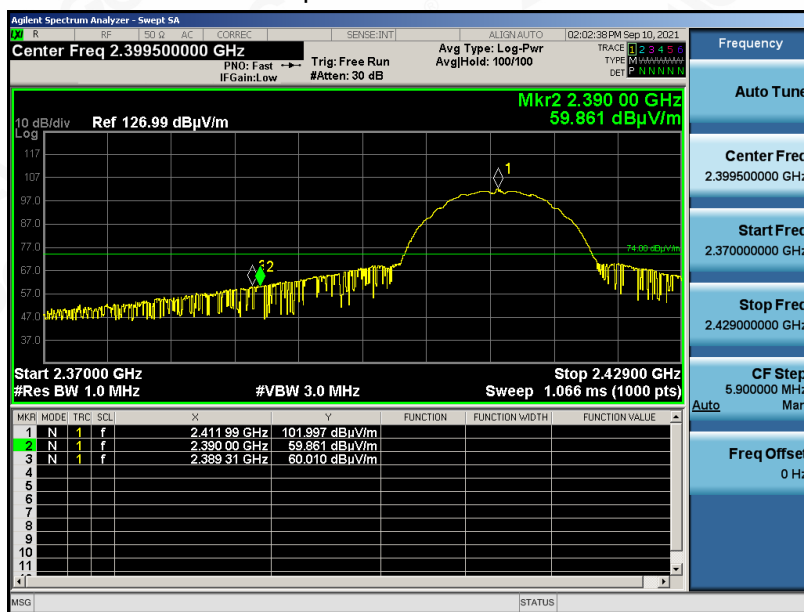 Agilent Spectrum Analyzer - Swept SA
LXI R RF 50 Ω AC CORREC SENSE:INT ALIGN AUTO 02:02:38 PM Sep 10, 2021
Center Freq 2.399500000 GHz
PNO: Fast
IFGain:Low
Trig: Free Run
#Atten: 30 dB
Avg Type: Log-Pwr
Avg|Hold: 100/100
TRACE 1 2 3 4 5 6
TYPE M WWWWW
DET P N N N N N
Mkr2 2.390 00 GHz
59.861 dBµV/m
10 dB/div Ref 126.99 dBµV/m
Log
117
107
97.0
87.0
77.0
67.0
57.0
47.0
37.0
1
74.00 dBµV/m
2
Start 2.37000 GHz Stop 2.42900 GHz
#Res BW 1.0 MHz #VBW 3.0 MHz Sweep 1.066 ms (1000 pts)
MKR MODE TRC SCL X Y FUNCTION FUNCTION WIDTH FUNCTION VALUE
1 N 1 f 2.411 99 GHz 101.997 dBµV/m
2 N 1 f 2.390 00 GHz 59.861 dBµV/m
3 N 1 f 2.389 31 GHz 60.010 dBµV/m
4
5
6
7
8
9
10
11
MSG STATUS
Frequency
Auto Tune
Center Freq
2.399500000 GHz
Start Freq
2.370000000 GHz
Stop Freq
2.429000000 GHz
CF Step
5.900000 MHz
Auto Man
Freq Offset
0 Hz